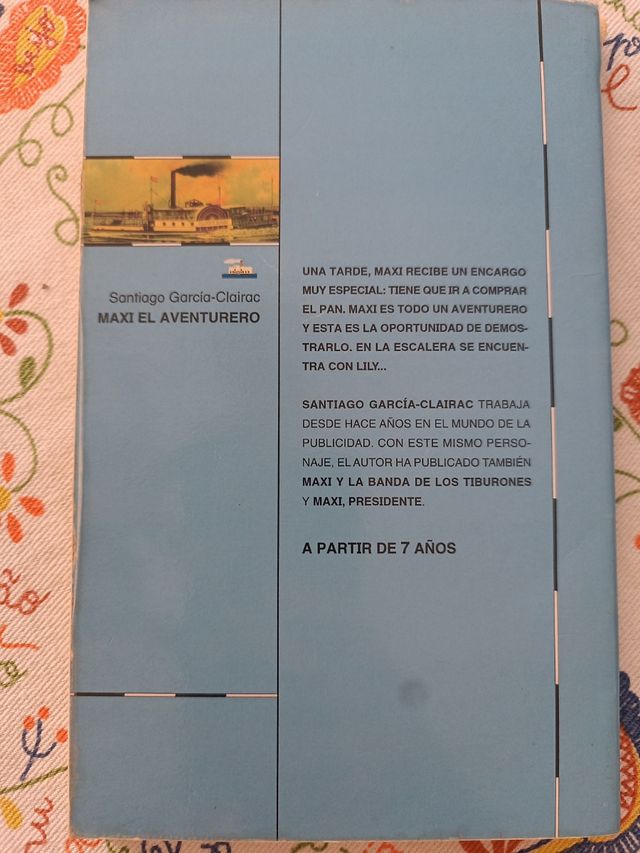 Santiago García-Clairac
MAXI EL AVENTURERO
UNA TARDE, MAXI RECIBE UN ENCARGO
MUY ESPECIAL: TIENE QUE IR A COMPRAR
EL PAN. MAXI ES TODO UN AVENTURERO
Y ESTA ES LA OPORTUNIDAD DE DEMOS-
TRARLO. EN LA ESCALERA SE ENCUEN-
TRA CON LILY...
SANTIAGO GARCÍA-CLAIRAC TRABAJA
DESDE HACE AÑOS EN EL MUNDO DE LA
PUBLICIDAD. CON ESTE MISMO PERSO-
NAJE, EL AUTOR HA PUBLICADO TAMBIÉN
MAXI Y LA BANDA DE LOS TIBURONES
Y MAXI, PRESIDENTE.
A PARTIR DE 7 AÑOS